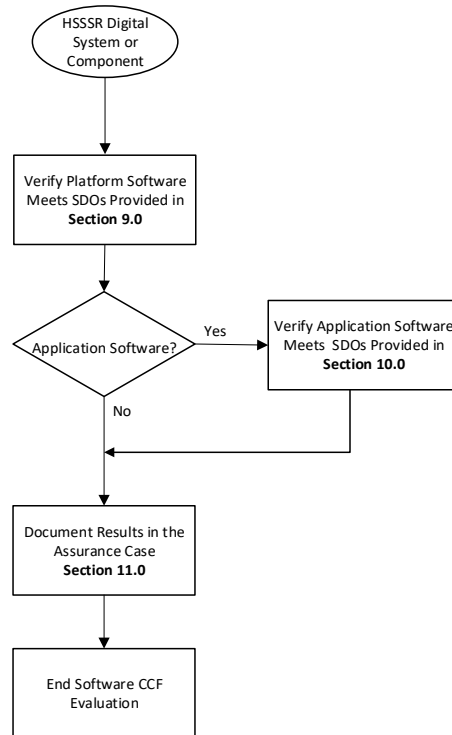 HSSSR Digital
System or
Component
Verify Platform Software
Meets SDOs Provided in
Section 9.0
Application Software?
Yes
Verify Application Software
Meets SDOs Provided in
Section 10.0
No
Document Results in the
Assurance Case
Section 11.0
End Software CCF
Evaluation